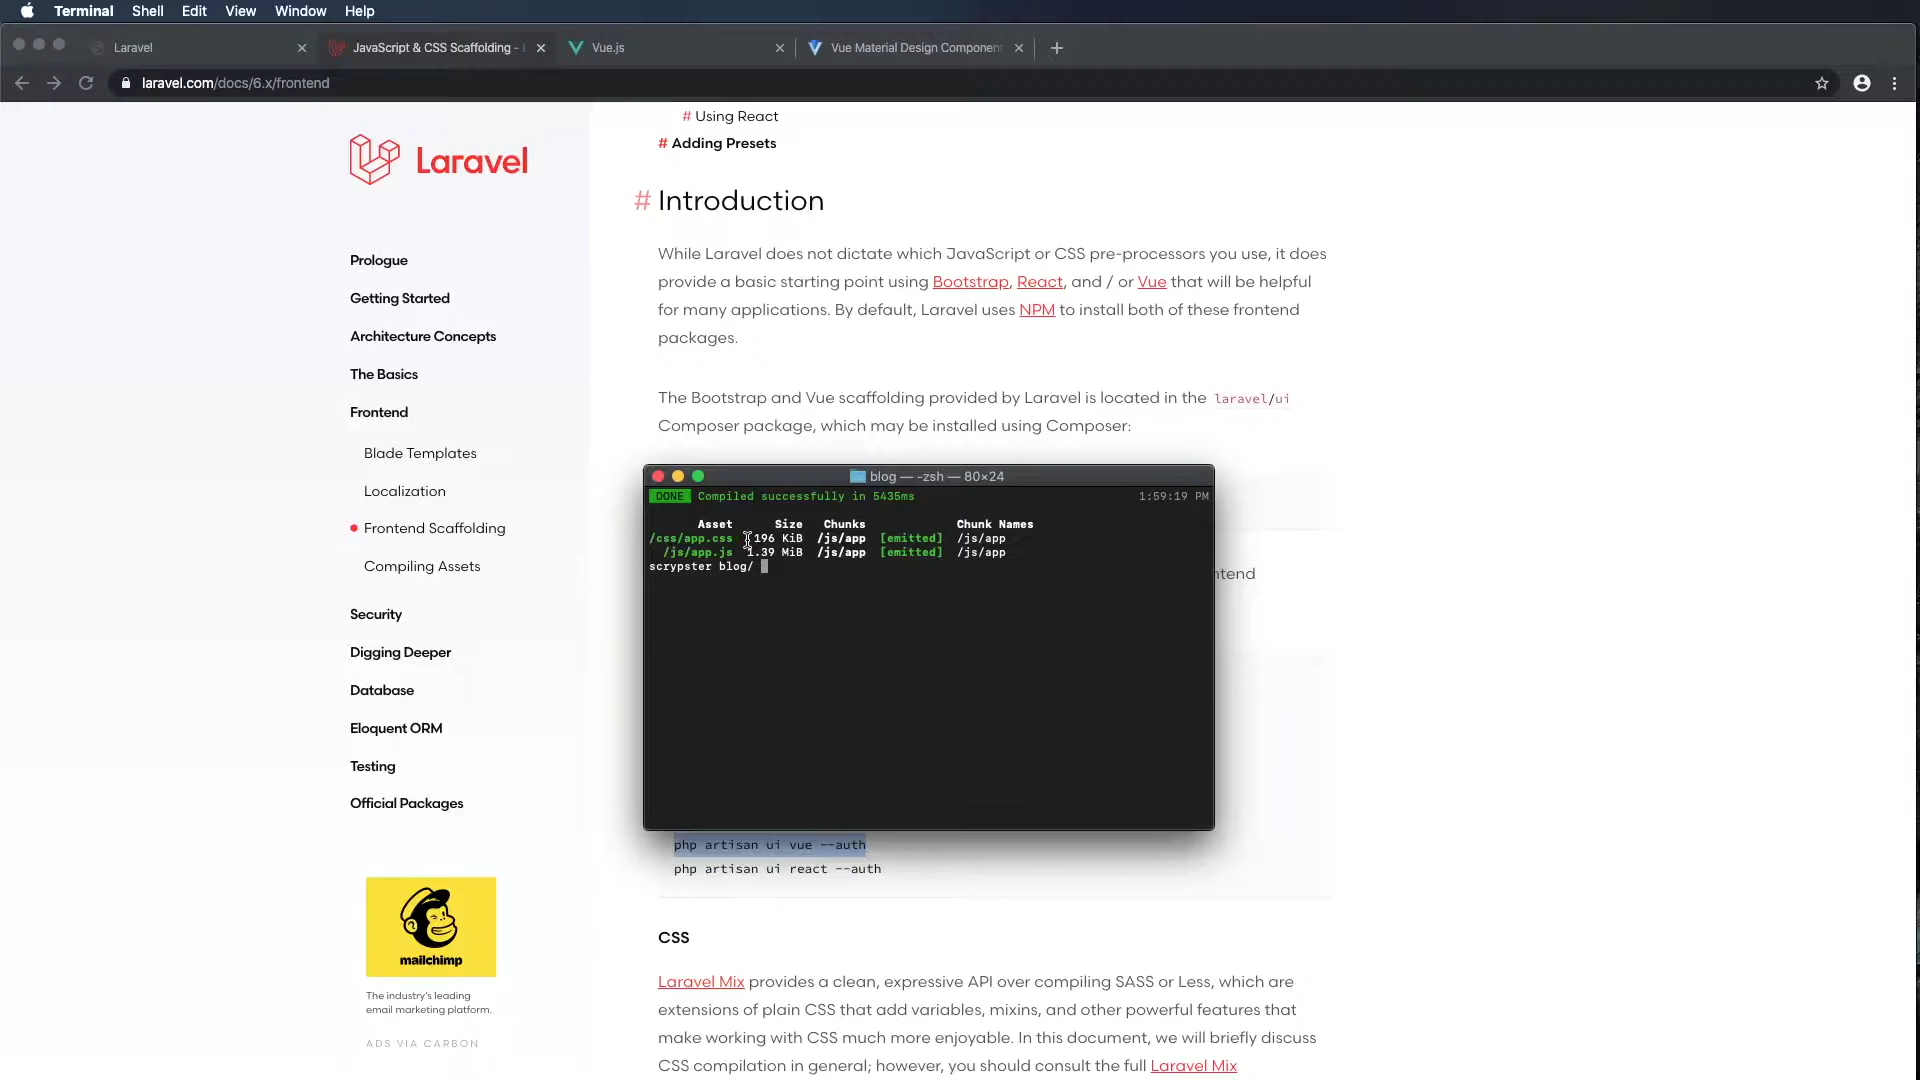 Terminal Shell Edit View Window Help
Laravel
JavaScript & CSS Scaffolding -
Vue.js
Vue Material Design Component
laravel.com/docs/6.x/frontend
# Using React
# Adding Presets
Laravel
# Introduction
While Laravel does not dictate which JavaScript or CSS pre-processors you use, it does
provide a basic starting point using Bootstrap, React, and / or Vue that will be helpful
for many applications. By default, Laravel uses NPM to install both of these frontend
packages.
The Bootstrap and Vue scaffolding provided by Laravel is located in the laravel/ui
Composer package, which may be installed using Composer:
Prologue
Getting Started
Architecture Concepts
The Basics
Frontend
Blade Templates
Localization
Frontend Scaffolding
Compiling Assets
Security
Digging Deeper
Database
Eloquent ORM
Testing
Official Packages
blog — -zsh — 80×24
DONE Compiled successfully in 5435ms 1:59:19 PM
Asset Size Chunks Chunk Names
/css/app.css 196 KiB /js/app [emitted] /js/app
/js/app.js 1.39 MiB /js/app [emitted] /js/app
scrypster blog/
ntend
php artisan ui vue --auth
php artisan ui react --auth
mailchimp
The industry's leading
email marketing platform.
ADS VIA CARBON
CSS
Laravel Mix provides a clean, expressive API over compiling SASS or Less, which are
extensions of plain CSS that add variables, mixins, and other powerful features that
make working with CSS much more enjoyable. In this document, we will briefly discuss
CSS compilation in general; however, you should consult the full Laravel Mix